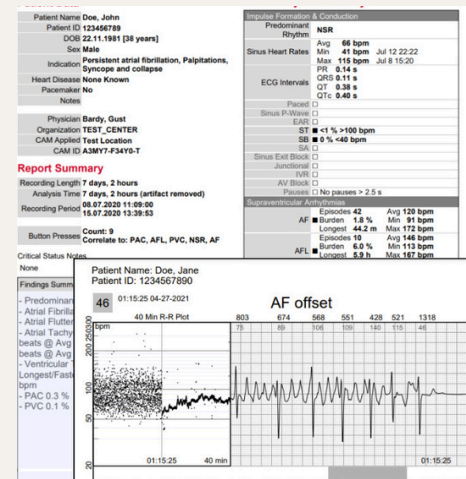 Patient Name Doe, John
Patient ID 123456789
DOB 22.11.1981 [38 years]
Sex Male
Indication Persistent atrial fibrillation, Palpitations,
Syncope and collapse
Heart Disease None Known
Pacemaker No
Notes
Physician Bardy, Gust
Organization TEST_CENTER
CAM Applied Test Location
CAM ID A3MY7-F34Y0-T
Report Summary
Recording Length 7 days, 2 hours
Analysis Time 7 days, 2 hours (artifact removed)
Recording Period 08.07.2020 11:09:00
15.07.2020 13:39:53
Button Presses Count: 9
Correlate to: PAC, AFL, PVC, NSR, AF
Critical Status Notes
None
Findings Summ
- Predominan
- Atrial Fibrilla
- Atrial Flutter
- Atrial Tachy
beats @ Avg
beats @ Avg
- Ventricular T
Longest/Faste
bpm
- PAC 0.3 %
- PVC 0.1 %
Impulse Formation & Conduction
Predominant Rhythm NSR
Sinus Heart Rates
Avg 66 bpm
Min 41 bpm Jul 12 22:22
Max 115 bpm Jul 8 15:20
ECG Intervals
PR 0.14 s
QRS 0.11 s
QT 0.38 s
QTc 0.40 s
Paced
Sinus P-Wave
EAR
ST <1 % >100 bpm
SB 0 % <40 bpm
SA
Sinus Exit Block
Junctional
IVR
AV Block
Pauses No pauses > 2.5 s
Supraventricular Arrhythmias
AF
Episodes 42 Avg 120 bpm
Burden 1.8 % Min 91 bpm
Longest 44.2 m Max 172 bpm
AFL
Episodes 10 Avg 146 bpm
Burden 6.0 % Min 113 bpm
Longest 5.9 h Max 167 bpm
Patient Name: Doe, Jane
Patient ID: 1234567890
46 01:15:25 04-27-2021
AF offset
40 Min R-R Plot
803 674 568 551 428 521 1318
75 89 106 109 140 115 46
bpm
250 300
200
100
50
20
01:15:25 40 min
01:15:25